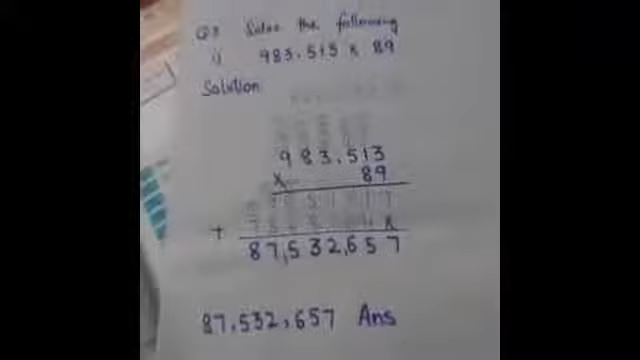 Q3 Solve the following
i) 983.513 x 89
Solution
983.513
x 89
x
+
87,532,657
87,532,657 Ans